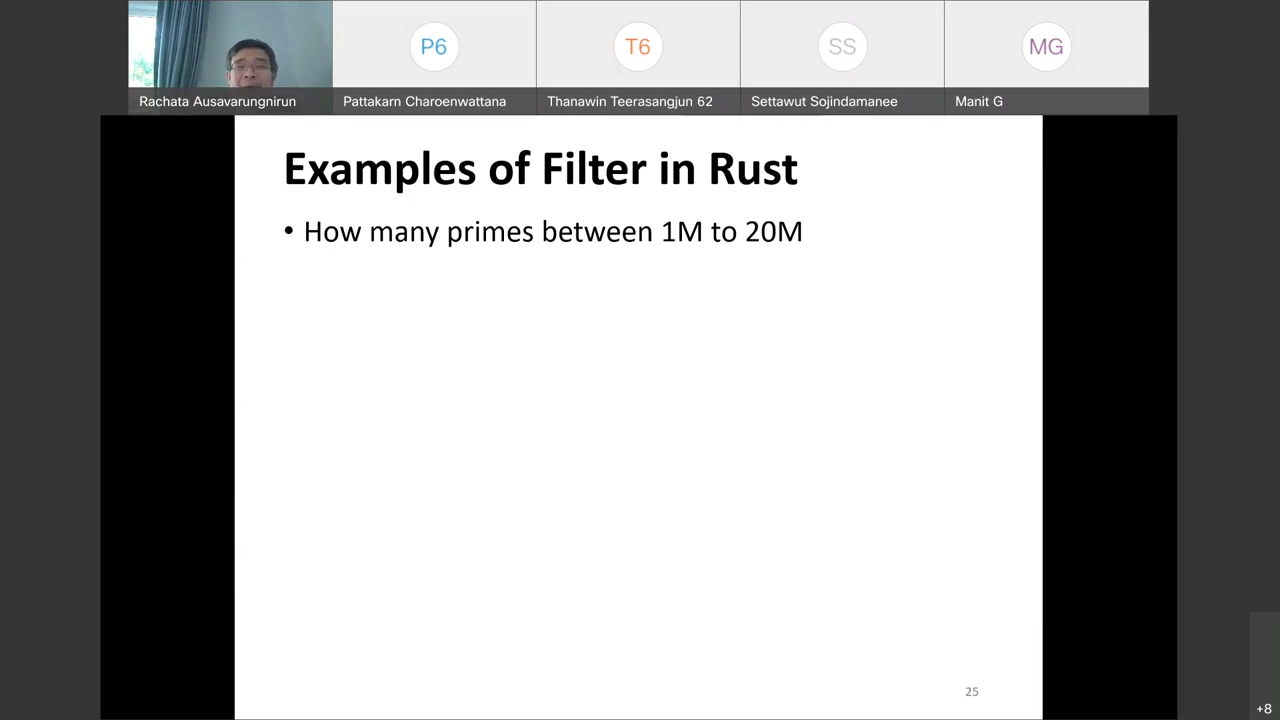 P6
T6
SS
MG
Rachata Ausavarungnirun
Pattakarn Charoenwattana
Thanawin Teerasangjun 62
Settawut Sojindamanee
Manit G
Examples of Filter in Rust
• How many primes between 1M to 20M
25
+8